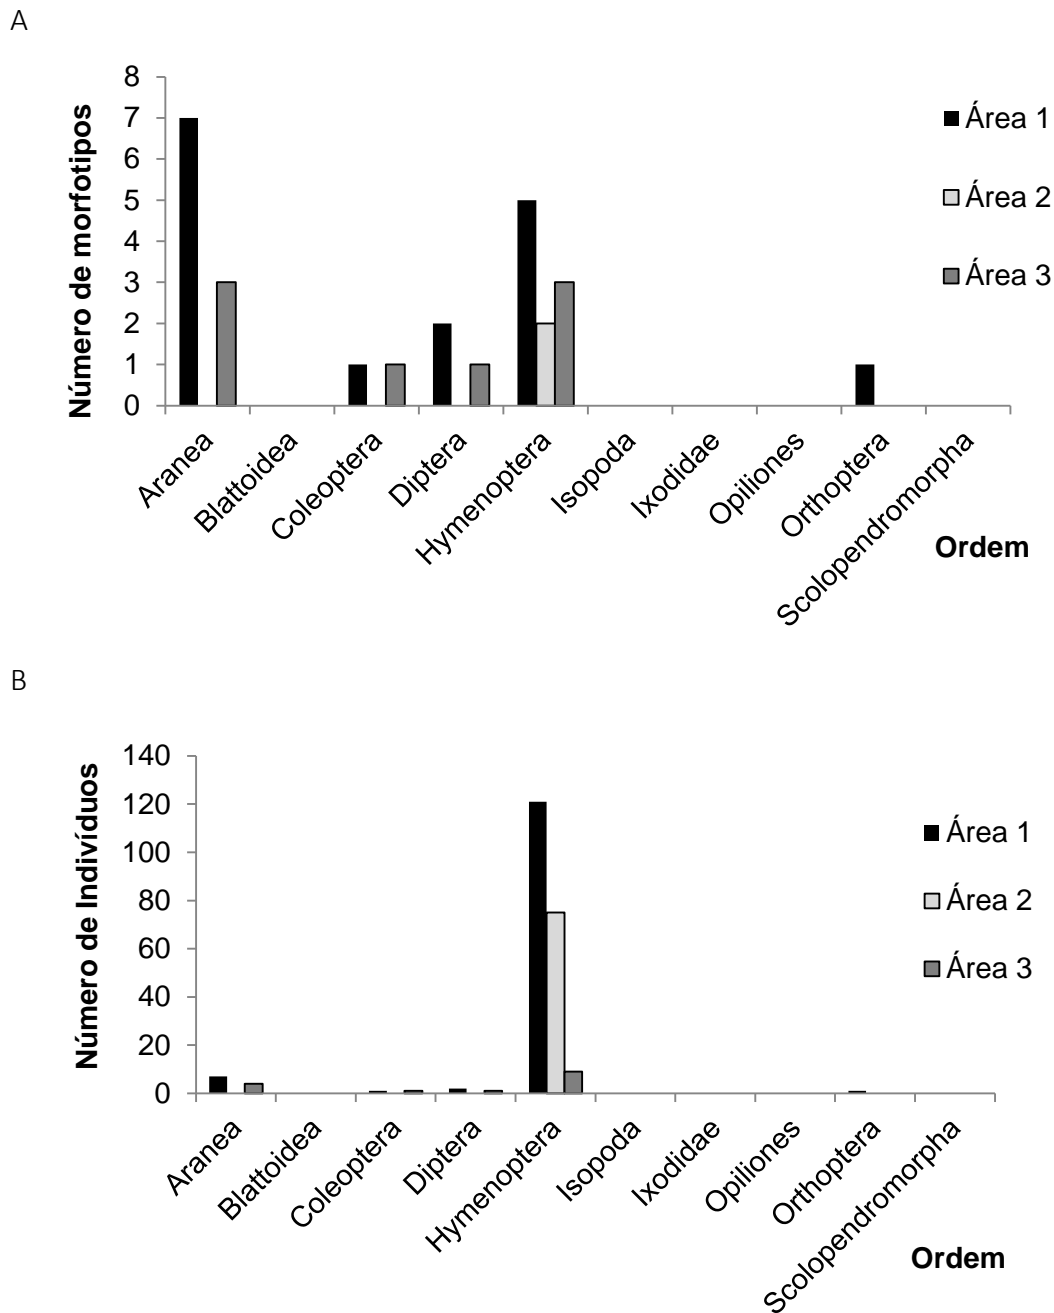 A
Número de morfotipos
8
7
6
5
4
3
2
1
0
Área 1
Área 2
Área 3
Aranea
Blattoidea
Coleoptera
Diptera
Hymenoptera
Isopoda
Ixodidae
Opiliones
Orthoptera
Scolopendromorpha
Ordem
B
Número de Indivíduos
140
120
100
80
60
40
20
0
Área 1
Área 2
Área 3
Aranea
Blattoidea
Coleoptera
Diptera
Hymenoptera
Isopoda
Ixodidae
Opiliones
Orthoptera
Scolopendromorpha
Ordem